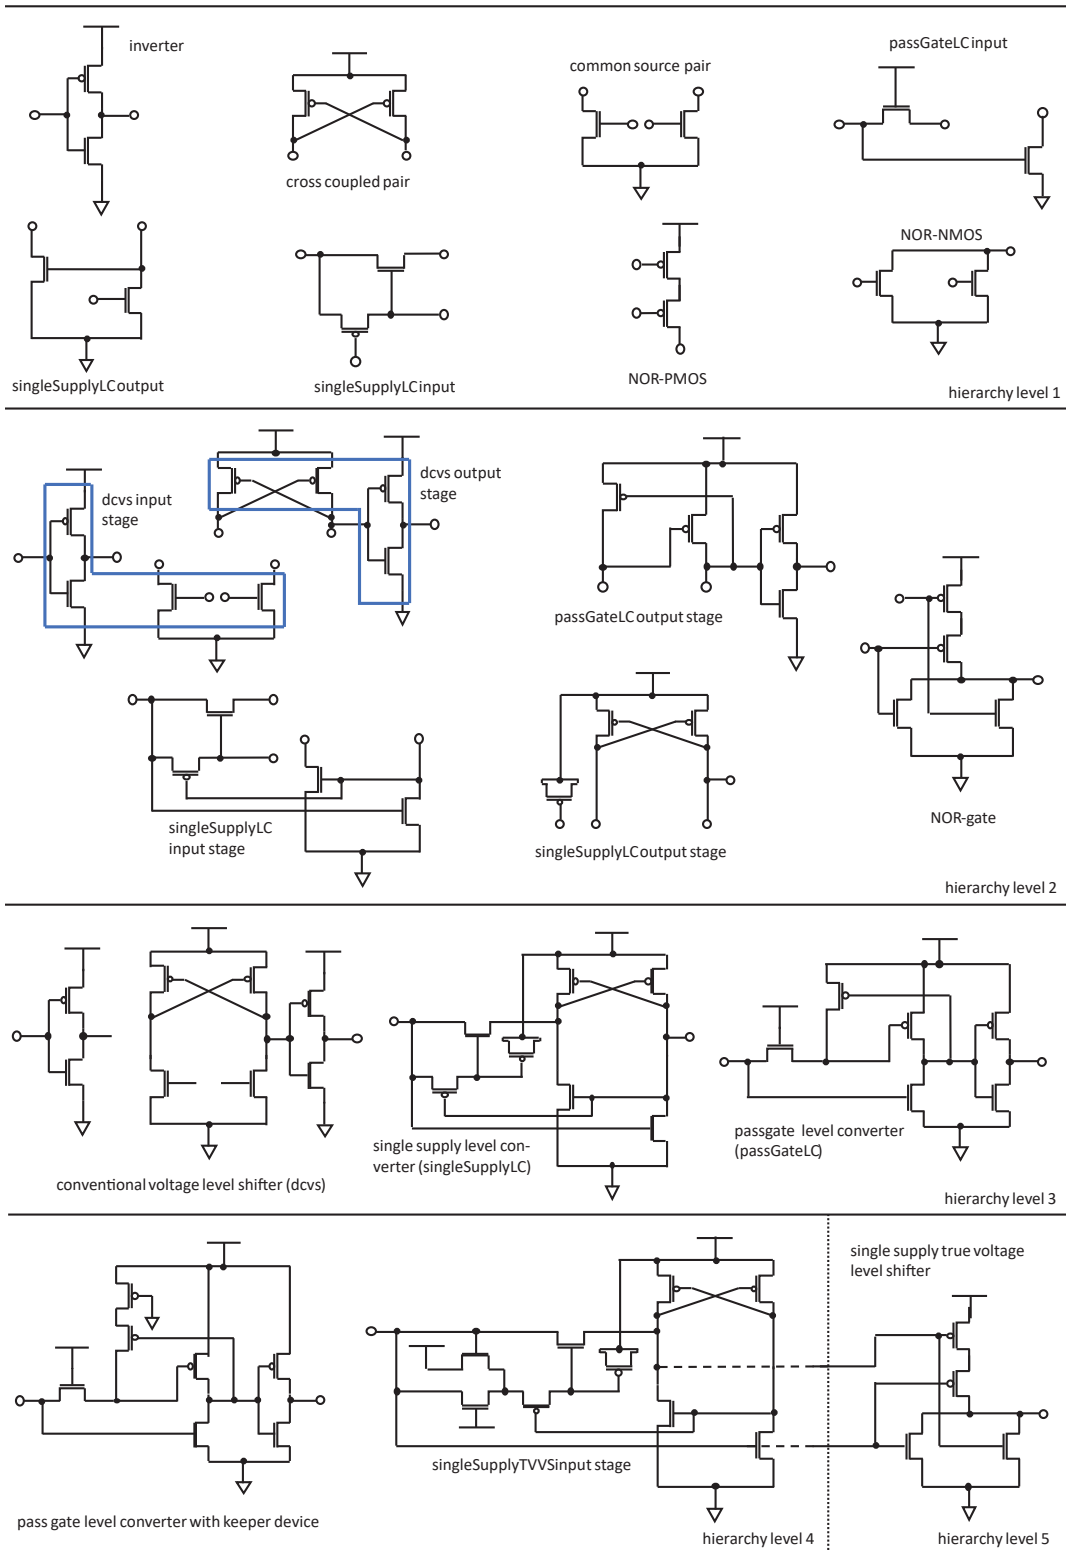 inverter
passGateLCinput
common source pair
cross coupled pair
NOR-NMOS
singleSupplyLCoutput
singleSupplyLCinput
NOR-PMOS
hierarchy level 1
dcvs input
stage
dcvs output
stage
passGateLCoutput stage
singleSupplyLC
input stage
singleSupplyLCoutput stage
NOR-gate
hierarchy level 2
conventional voltage level shifter (dcvs)
single supply level con-
verter (singleSupplyLC)
passgate level converter
(passGateLC)
hierarchy level 3
single supply true voltage
level shifter
singleSupplyTVVSinput stage
pass gate level converter with keeper device
hierarchy level 4
hierarchy level 5